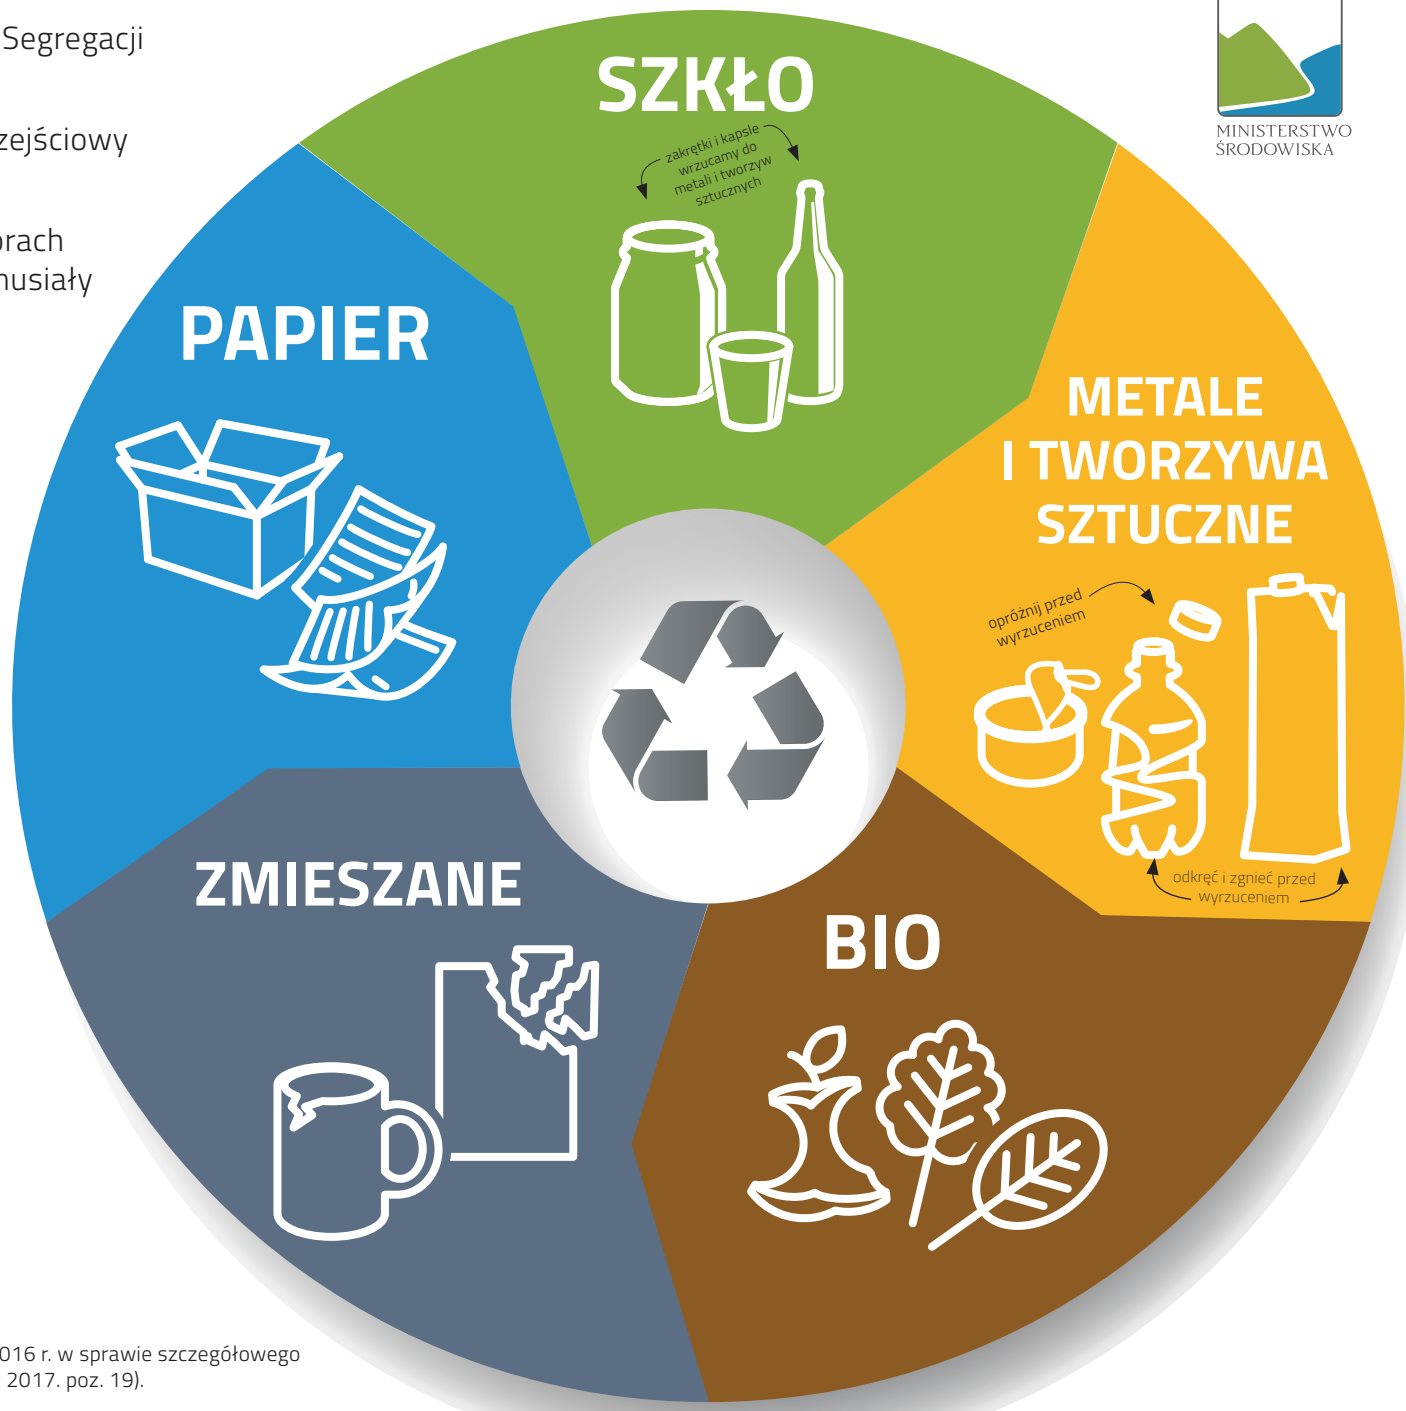 Segregacji
zejściowy
orach
musiały
MINISTERSTWO
ŚRODOWISKA
SZKŁO
zakrętki i kapsle
wrzucamy do
metali i tworzyw
sztucznych
PAPIER
METALE
I TWORZYWA
SZTUCZNE
opróżnij przed
wyrzuceniem
odkręć i zgnieć przed
wyrzuceniem
ZMIESZANE
BIO
016 r. w sprawie szczegółowego
2017. poz. 19).